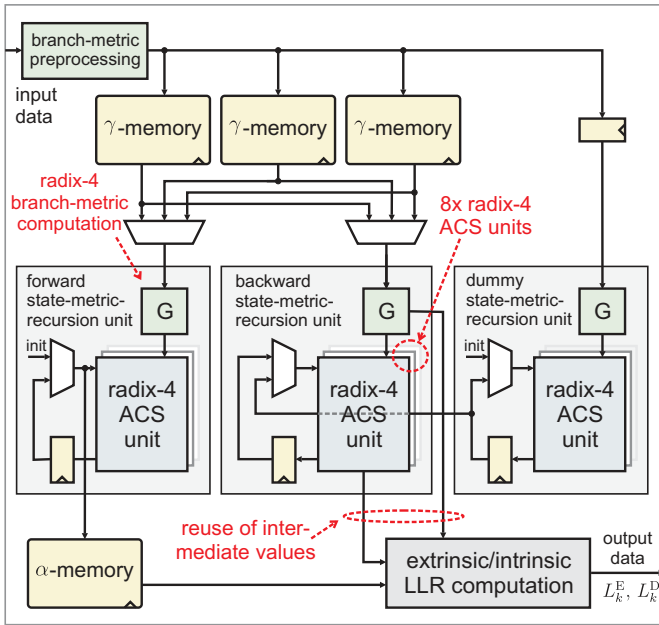 branch-metric
preprocessing
input
data
γ-memory
γ-memory
γ-memory
radix-4
branch-metric
computation
8x radix-4
ACS units
forward
state-metric-
recursion unit
G
init
radix-4
ACS
unit
backward
state-metric-
recursion unit
G
radix-4
ACS
unit
dummy
state-metric-
recursion unit
G
init
radix-4
ACS
unit
reuse of inter-
mediate values
α-memory
extrinsic/intrinsic
LLR computation
output
data
L_k^E, L_k^D